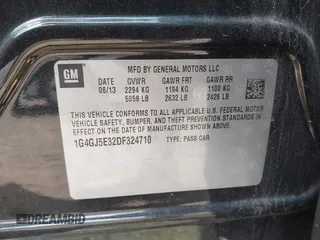 GM
MFD BY GENERAL MOTORS LLC
DATE GVWR GAWR FRT GAWR RR
06/13 2294 KG 1194 KG 1100 KG
5058 LB 2632 LB 2426 LB
THIS VEHICLE CONFORMS TO ALL APPLICABLE U.S. FEDERAL MOTOR
VEHICLE SAFETY, BUMPER, AND THEFT PREVENTION STANDARDS IN
EFFECT ON THE DATE OF MANUFACTURE SHOWN ABOVE.
1G4GJ5E32DF324710 TYPE: PASS CAR
DREAMBID